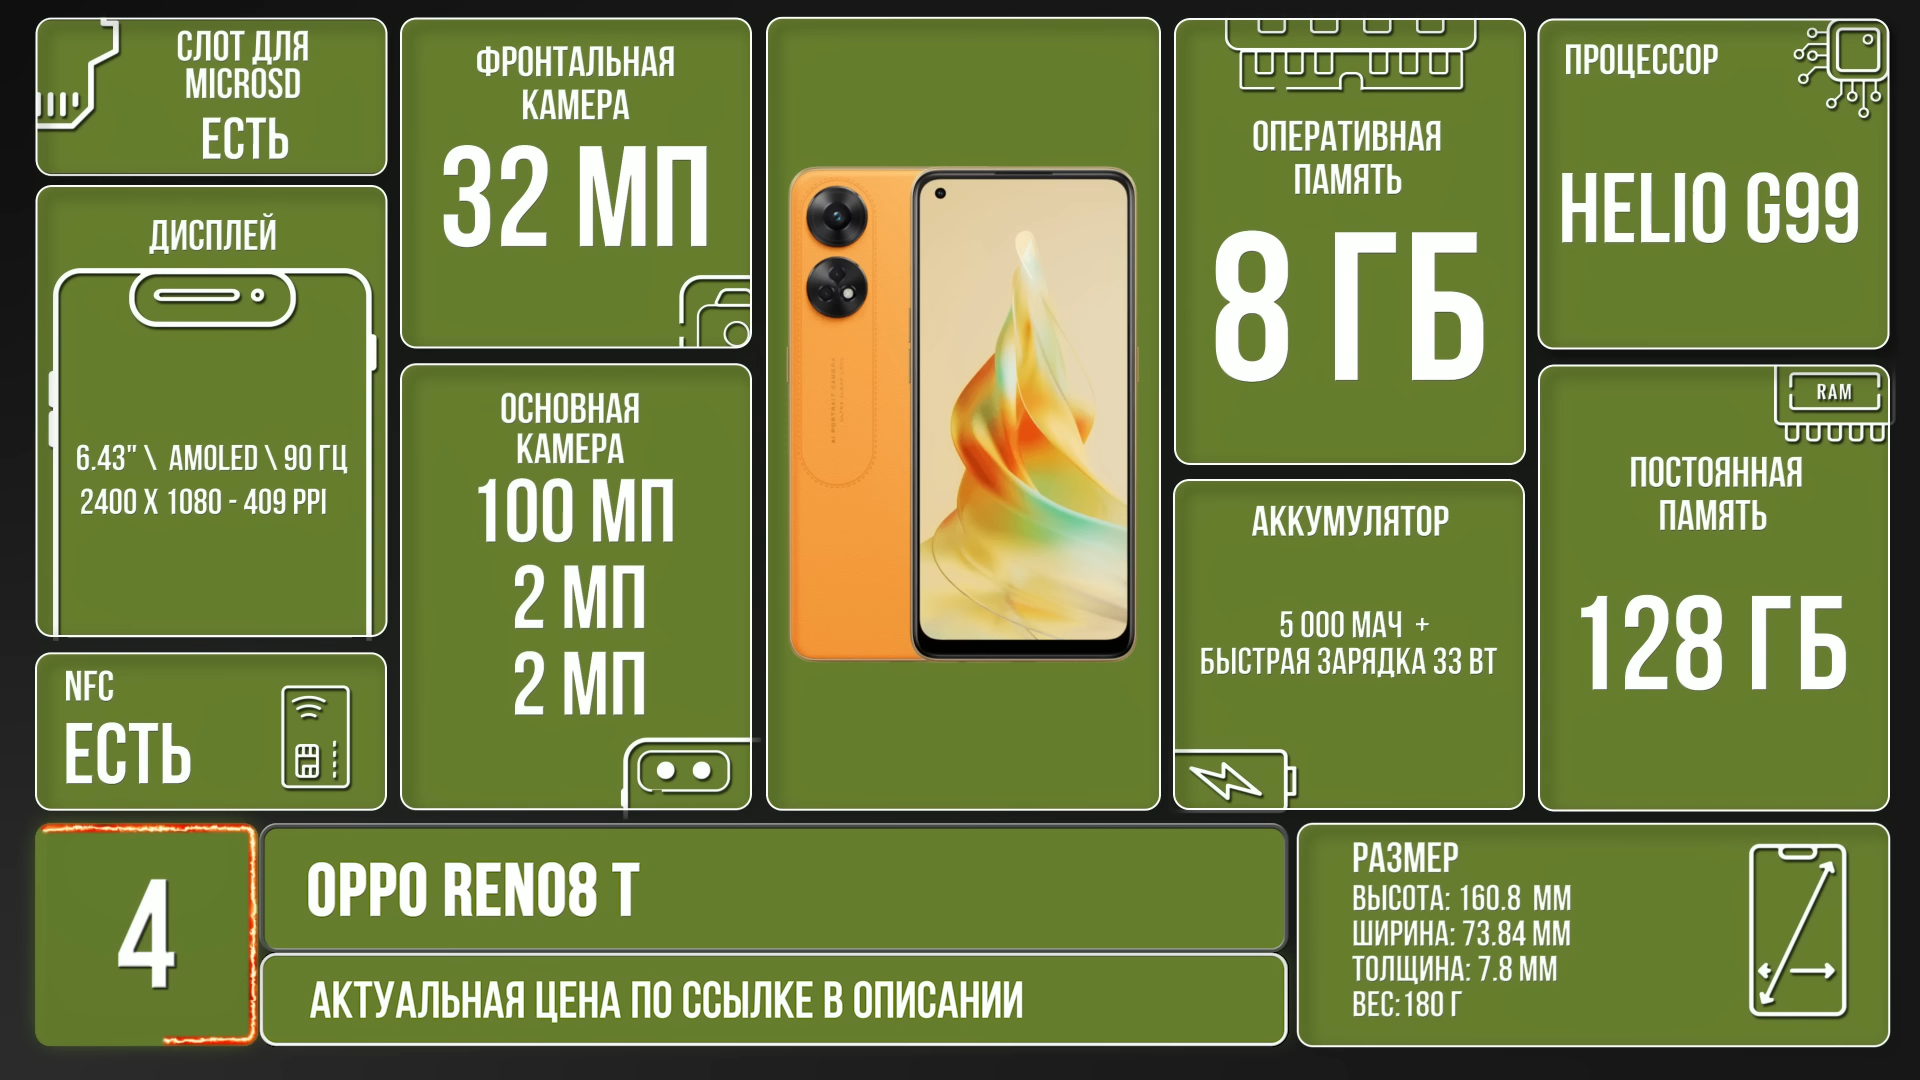 СЛОТ ДЛЯ
MICROSD
ЕСТЬ
ДИСПЛЕЙ
6.43" \ AMOLED \ 90 ГЦ
2400 X 1080 - 409 PPI
NFC
ЕСТЬ
ФРОНТАЛЬНАЯ
КАМЕРА
32 МП
ОСНОВНАЯ
КАМЕРА
100 МП
2 МП
2 МП
ОПЕРАТИВНАЯ
ПАМЯТЬ
8 ГБ
АККУМУЛЯТОР
5 000 МАЧ +
БЫСТРАЯ ЗАРЯДКА 33 ВТ
ПРОЦЕССОР
HELIO G99
RAM
ПОСТОЯННАЯ
ПАМЯТЬ
128 ГБ
4
OPPO RENO8 T
АКТУАЛЬНАЯ ЦЕНА ПО ССЫЛКЕ В ОПИСАНИИ
РАЗМЕР
ВЫСОТА: 160.8 ММ
ШИРИНА: 73.84 ММ
ТОЛЩИНА: 7.8 ММ
ВЕС:180 Г